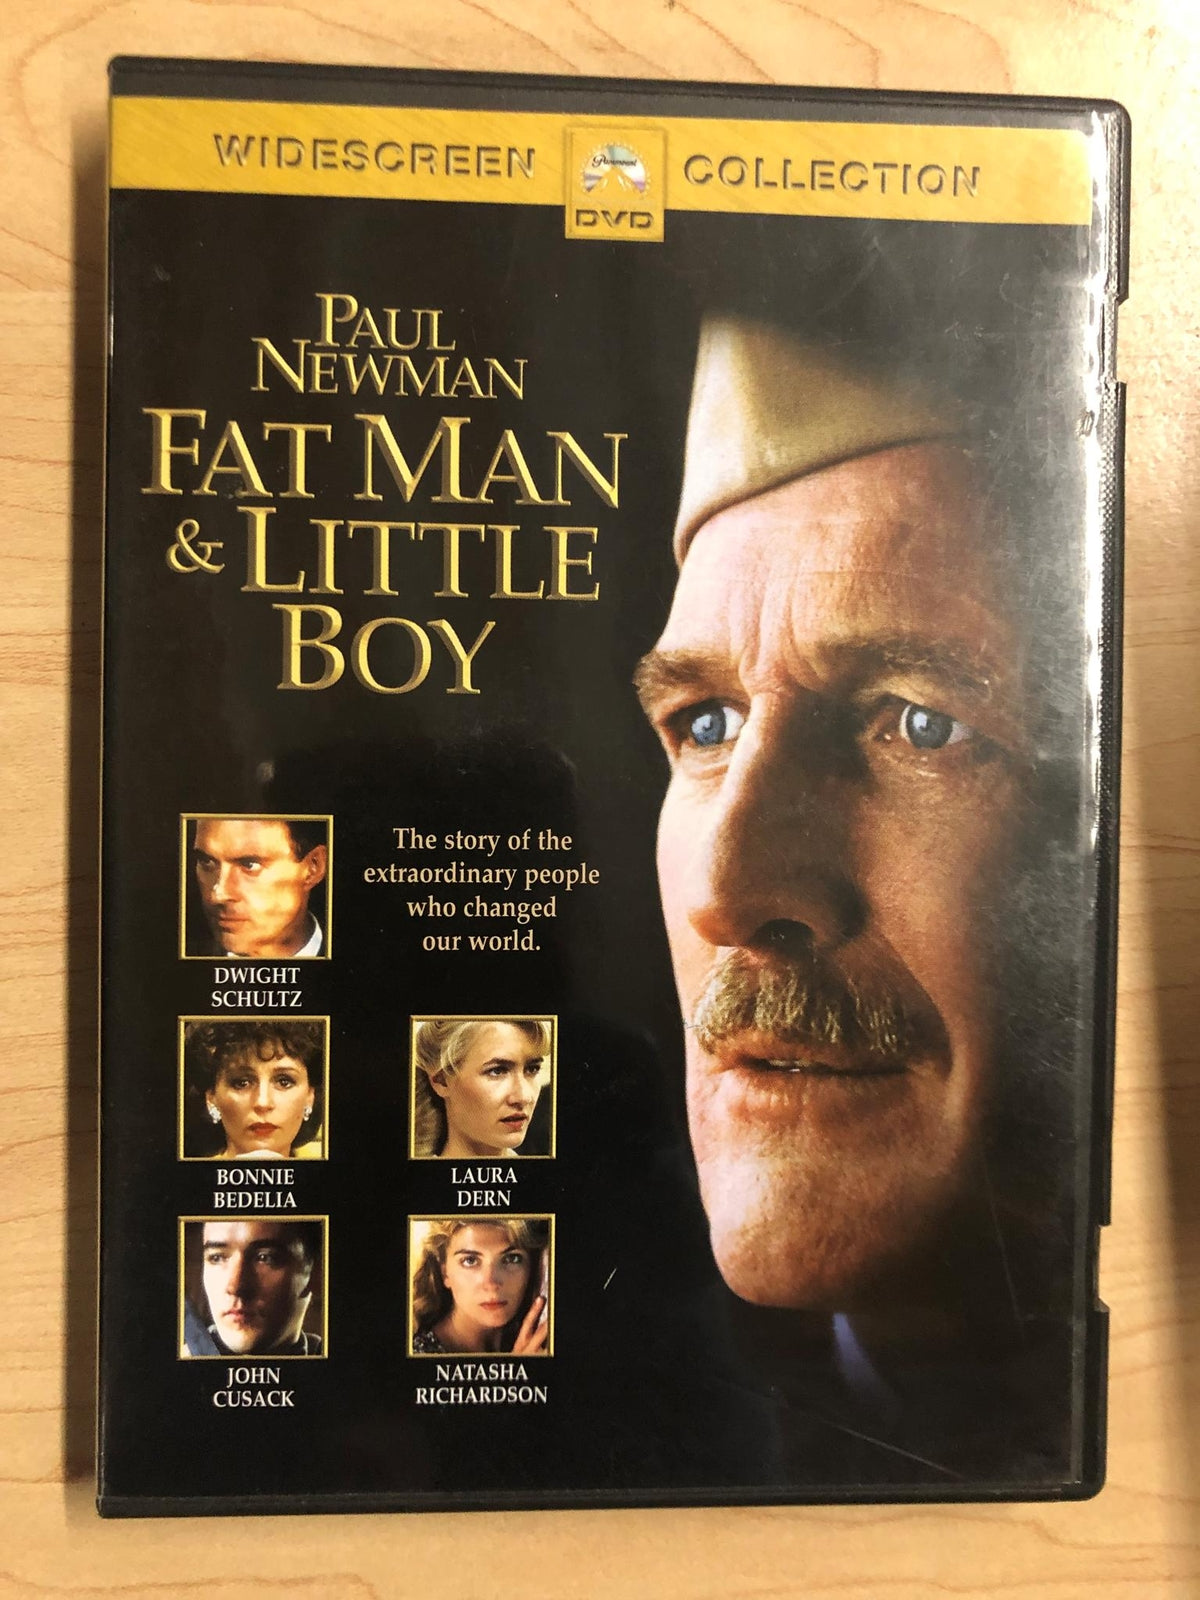 WIDESCREEN COLLECTION
Paramount
DVD
PAUL
NEWMAN
FAT MAN
& LITTLE
BOY
The story of the
extraordinary people
who changed
our world.
DWIGHT
SCHULTZ
BONNIE
BEDELIA
LAURA
DERN
JOHN
CUSACK
NATASHA
RICHARDSON